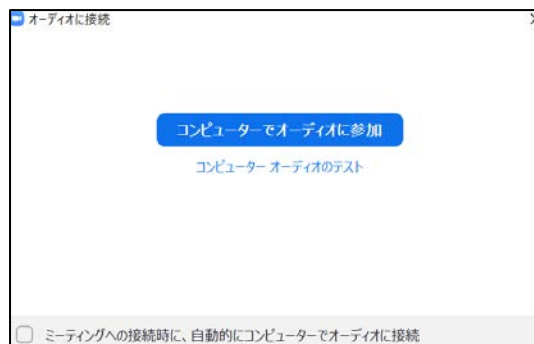 オーディオに接続
コンピューターでオーディオに参加
コンピューター オーディオのテスト
ミーティングへの接続時に、自動的にコンピューターでオーディオに接続